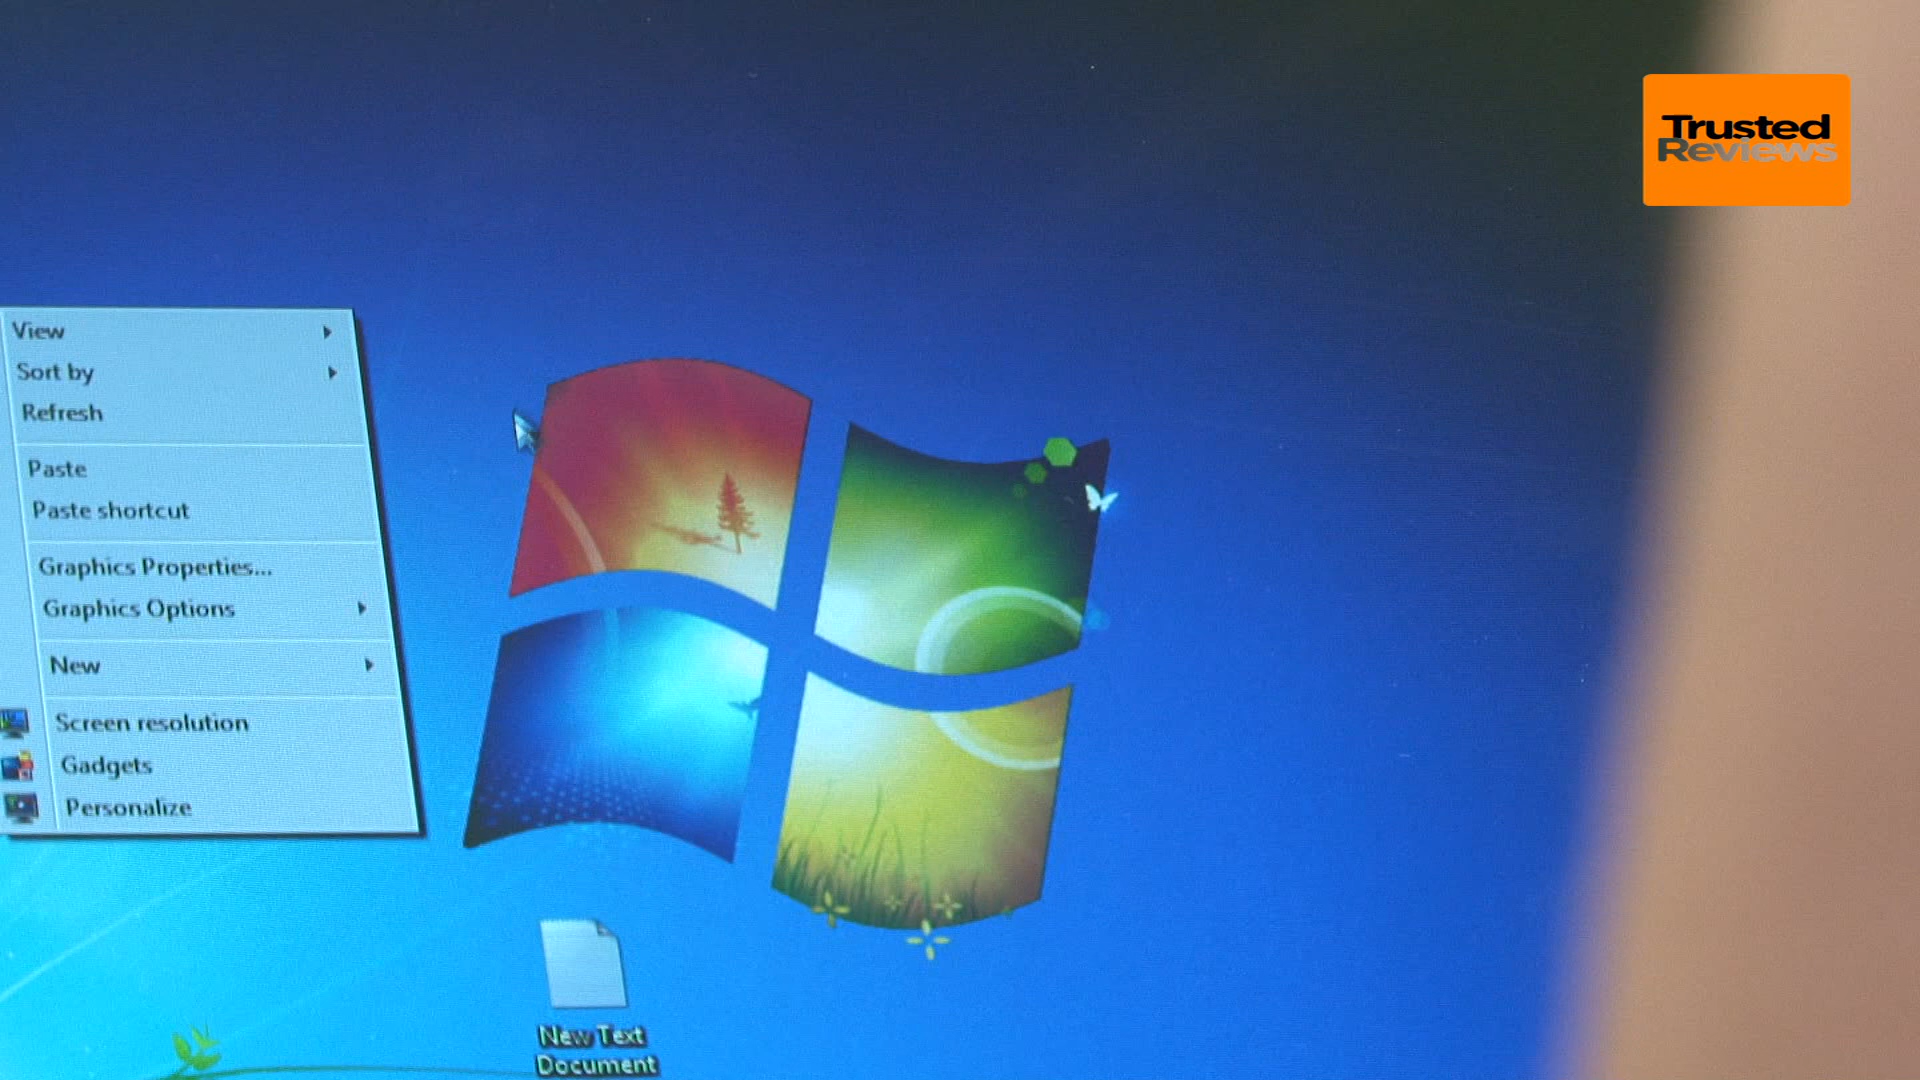 Trusted
Reviews
View
Sort by
Refresh
Paste
Paste shortcut
Graphics Properties...
Graphics Options
New
Screen resolution
Gadgets
Personalize
New Text
Document